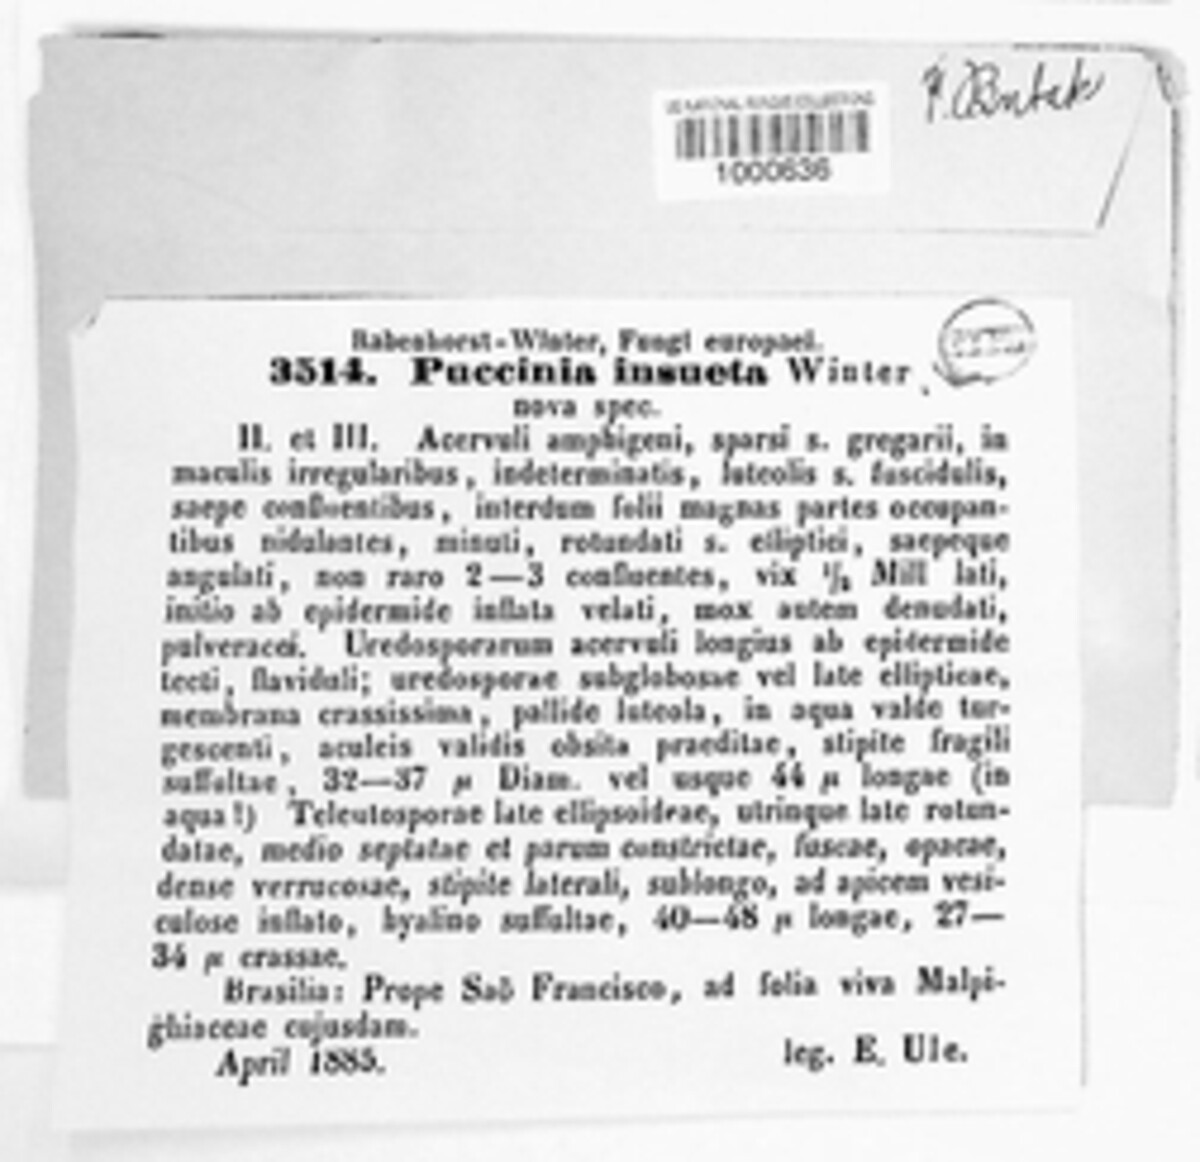 1000636
Rabenhorst-Winter, Fungi europaei.
3514. Puccinia insueta Winter
nova spec.
II. et III. Acervuli amphigeni, sparsi s. gregarii, in
maculis irregularibus, indeterminatis, luteolis s. fuscidulis,
saepe confluentibus, interdum folii magnas partes occupan-
tibus nidulantes, minuti, rotundati s. elliptici, saepeque
angulati, non raro 2—3 confluentes, vix ½ Mill lati,
initio ab epidermide inflata velati, mox autem denudati,
pulveracei. Uredosporarum acervuli longius ab epidermide
tecti, flaviduli; uredosporae subglobosae vel late ellipticae,
membrana crassissima, pallide luteola, in aqua valde tur-
gescenti, aculeis validis obsita praeditae, stipite fragili
suffultae, 32—37 µ Diam. vel usque 44 µ longae (in
aqua!) Teleutosporae late ellipsoideae, utrinque late rotun-
datae, medio septatae et parum constrictae, fuscae, opacae,
dense verrucosae, stipite laterali, sublongo, ad apicem vesi-
culose inflato, hyalino suffultae, 40—48 µ longae, 27—
34 µ crassae.
Brasilia: Prope Saõ Francisco, ad folia viva Malpi-
ghiaceae cujusdam.
April 1885. leg. E. Ule.